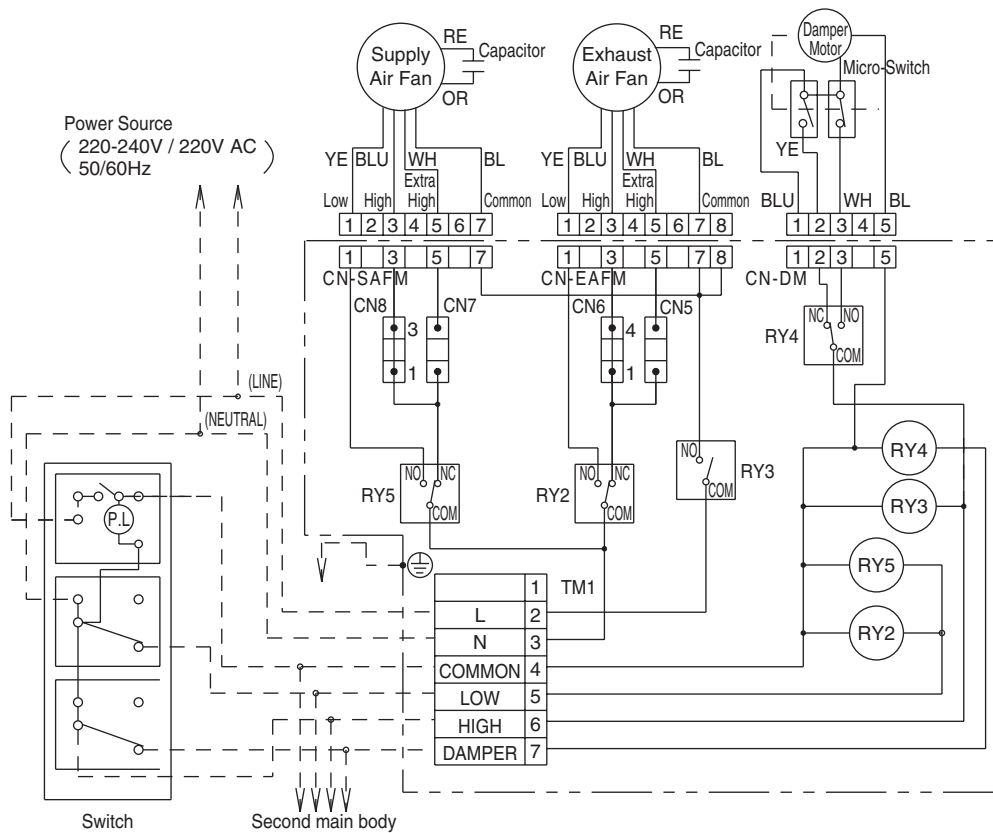 RE
Capacitor
Supply
Air Fan
OR
RE
Capacitor
Exhaust
Air Fan
OR
Damper
Motor
Micro-Switch
Power Source
220-240V / 220V AC
50/60Hz
YE BLU WH BL
Extra
Low High High Common
YE BLU WH BL
Extra
Low High High Common
YE
BLU WH BL
1 2 3 4 5 6 7
1 2 3 4 5 6 7 8
1 2 3 4 5
1 3 5 7
1 3 5 7 8
1 2 3 5
CN-SAFM
CN-EAFM
CN-DM
CN8 CN7
3
1
CN6 CN5
4
1
NC NO
RY4
COM
(LINE)
(NEUTRAL)
NO NC
RY5
COM
NO NC
RY2
COM
NO
RY3
COM
RY4
RY3
RY5
RY2
P.L
1 TM1
L 2
N 3
COMMON 4
LOW 5
HIGH 6
DAMPER 7
Switch
Second main body